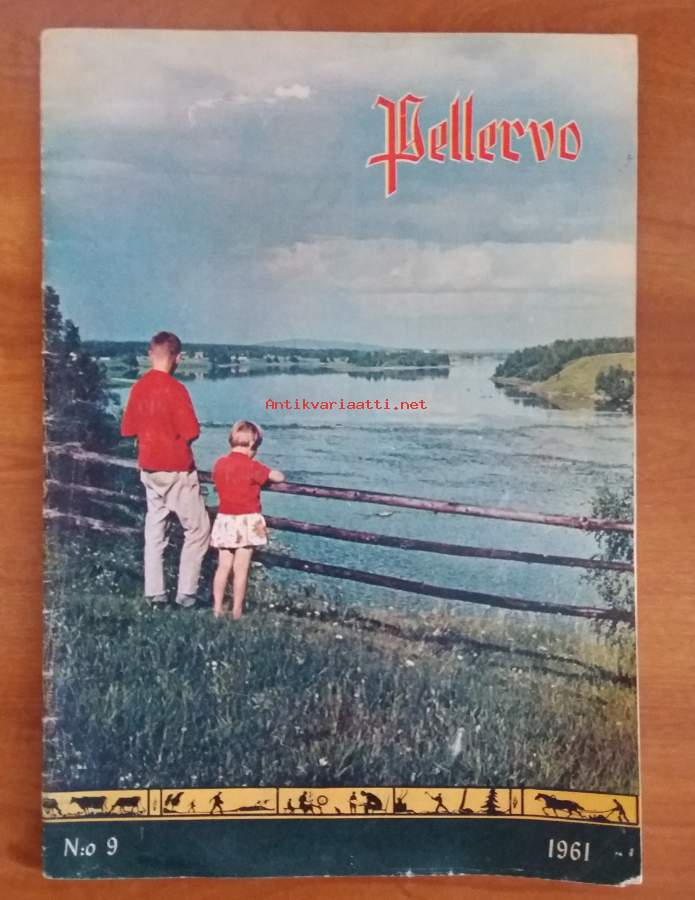 Pellervo
Antikvariaatti.net
N:o 9
1961